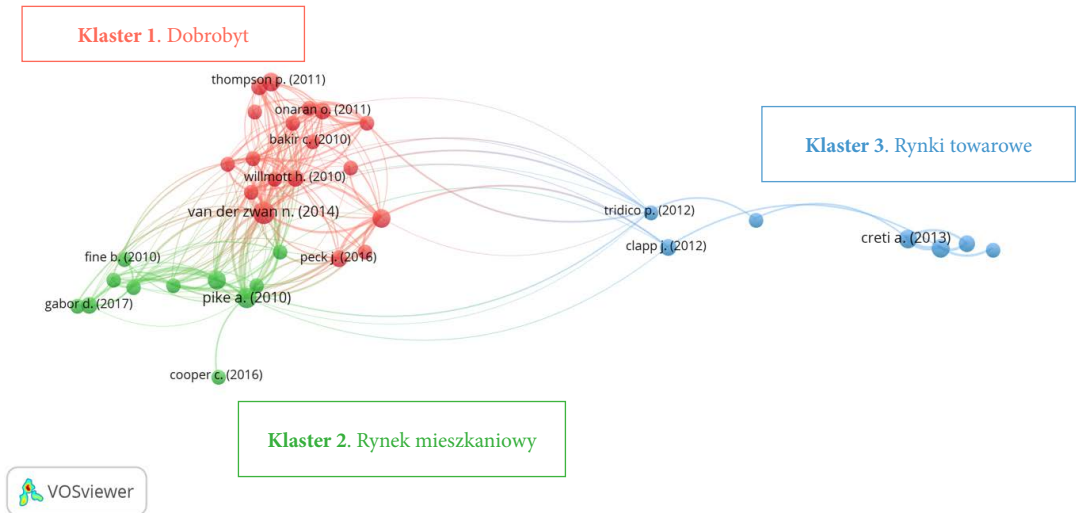 Klaster 1. Dobrobyt
thompson p. (2011)
onaran o. (2011)
bakir c. (2010)
willmott h. (2010)
van der zwan n. (2014)
peck j. (2016)
fine b. (2010)
gabor d. (2017)
pike a. (2010)
cooper c. (2016)
tridico p. (2012)
clapp j. (2012)
creti a. (2013)
Klaster 3. Rynki towarowe
Klaster 2. Rynek mieszkaniowy
VOSviewer